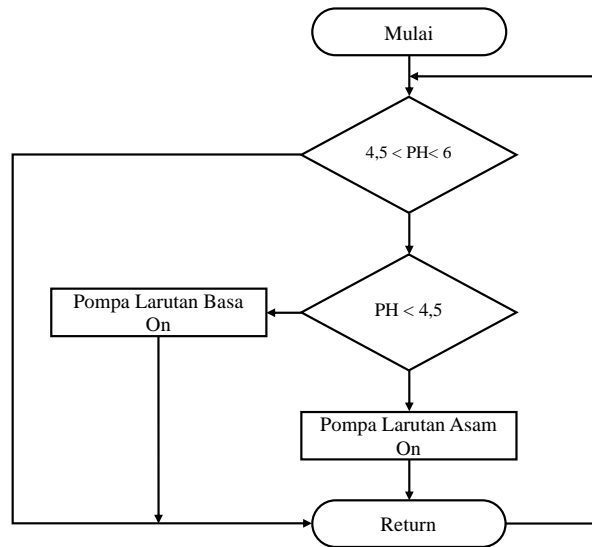 Mulai
4,5 < PH< 6
Pompa Larutan Basa
On
PH < 4,5
Pompa Larutan Asam
On
Return